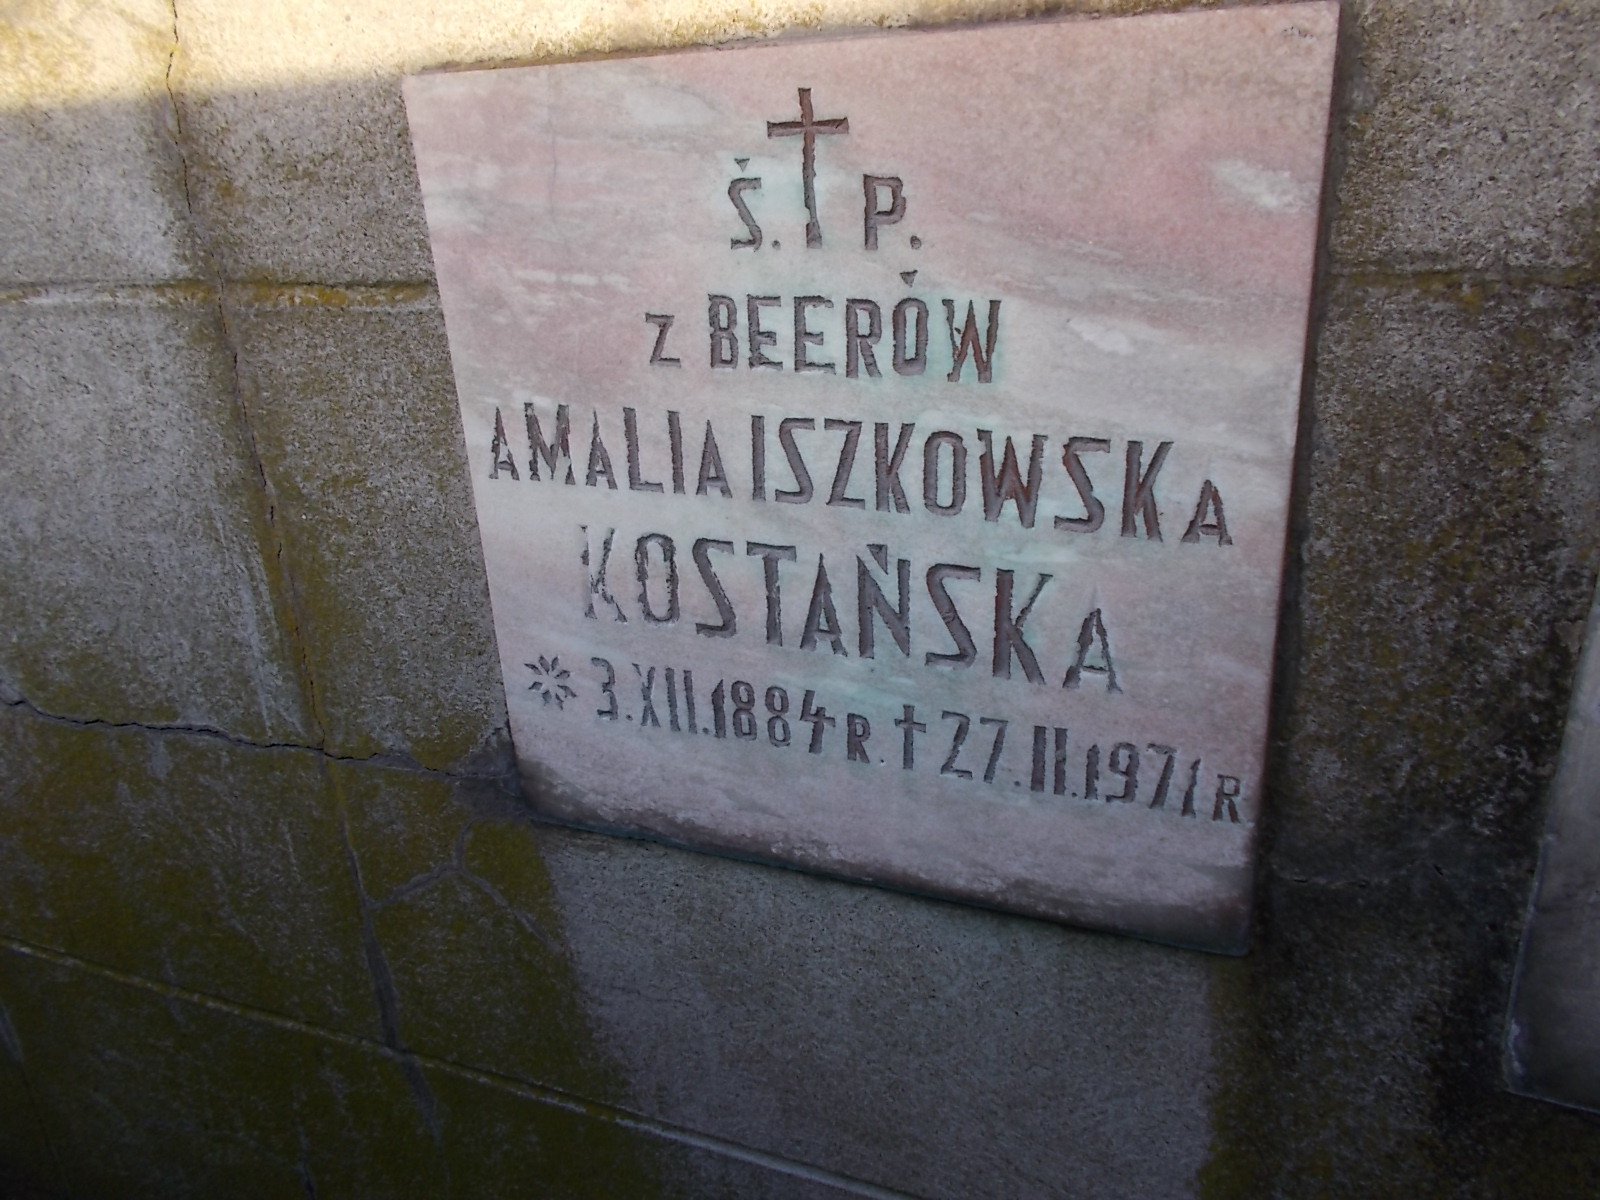 Ś. P.
z BEERÓW
AMALIA ISZKOWSKA
KOSTAŃSKA
3.XII.1884 R. 27.II.1971 R